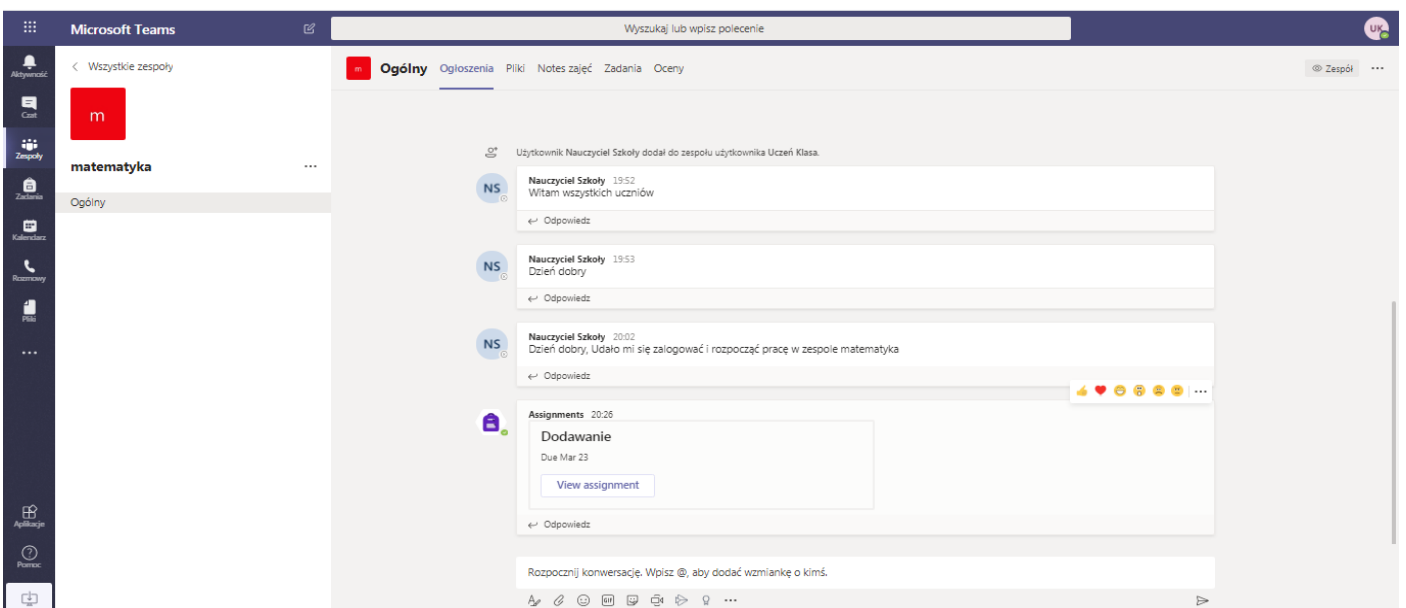 Microsoft Teams
Wyszukaj lub wpisz polecenie
UK
Aktywność
Czat
Zespoły
Zadania
Kalendarz
Rozmowy
Pliki
Aplikacje
Pomoc
Wszystkie zespoły
m
matematyka
Ogólny
m Ogólny Ogłoszenia Pliki Notes zajęć Zadania Oceny
Zespół
Użytkownik Nauczyciel Szkoły dodał do zespołu użytkownika Uczeń Klasa.
NS
Nauczyciel Szkoły 19:52
Witam wszystkich uczniów
Odpowiedz
NS
Nauczyciel Szkoły 19:53
Dzień dobry
Odpowiedz
NS
Nauczyciel Szkoły 20:02
Dzień dobry, Udało mi się zalogować i rozpocząć pracę w zespole matematyka
Odpowiedz
Assignments 20:26
Dodawanie
Due Mar 23
View assignment
Odpowiedz
Rozpocznij konwersację. Wpisz @, aby dodać wzmiankę o kimś.
GIF